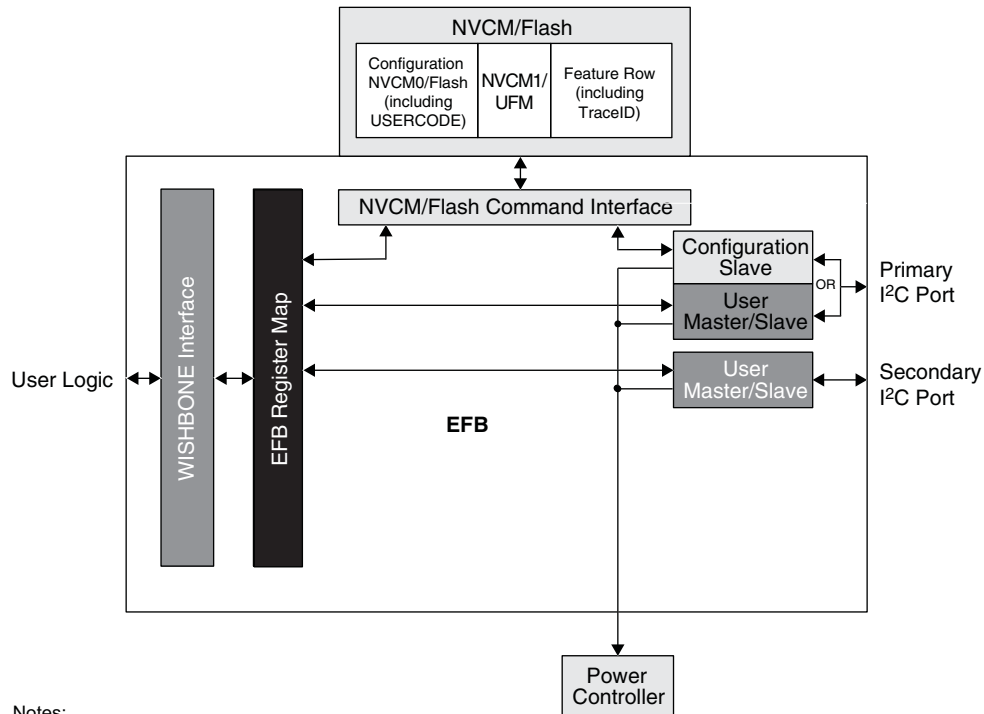 NVCM/Flash
Configuration
NVCM0/Flash
(including
USERCODE)
NVCM1/
UFM
Feature Row
(including
TraceID)
NVCM/Flash Command Interface
Configuration
Slave
OR
User
Master/Slave
Primary
I²C Port
User
Master/Slave
Secondary
I²C Port
User Logic
WISHBONE Interface
EFB Register Map
EFB
Power
Controller
Notes: